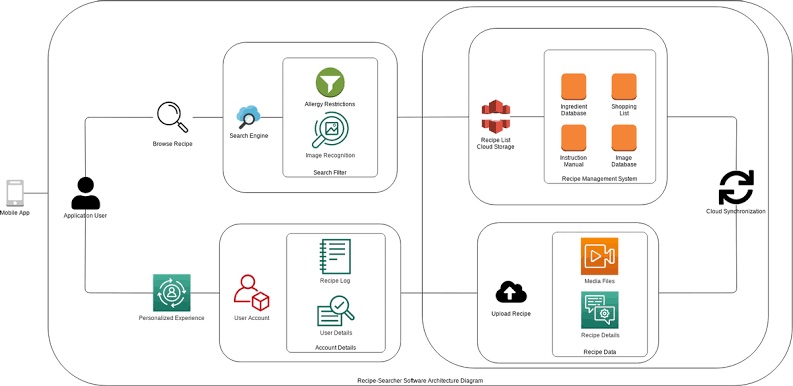 Mobile App
Application User
Browse Recipe
Search Engine
Allergy Restrictions
Image Recognition
Search Filter
Recipe List
Cloud Storage
Ingredient
Database
Shopping
List
Instruction
Manual
Image
Database
Recipe Management System
Cloud Synchronization
Personalized Experience
User Account
Recipe Log
User Details
Account Details
Upload Recipe
Media Files
Recipe Details
Recipe Data
Recipe-Searcher Software Architecture Diagram